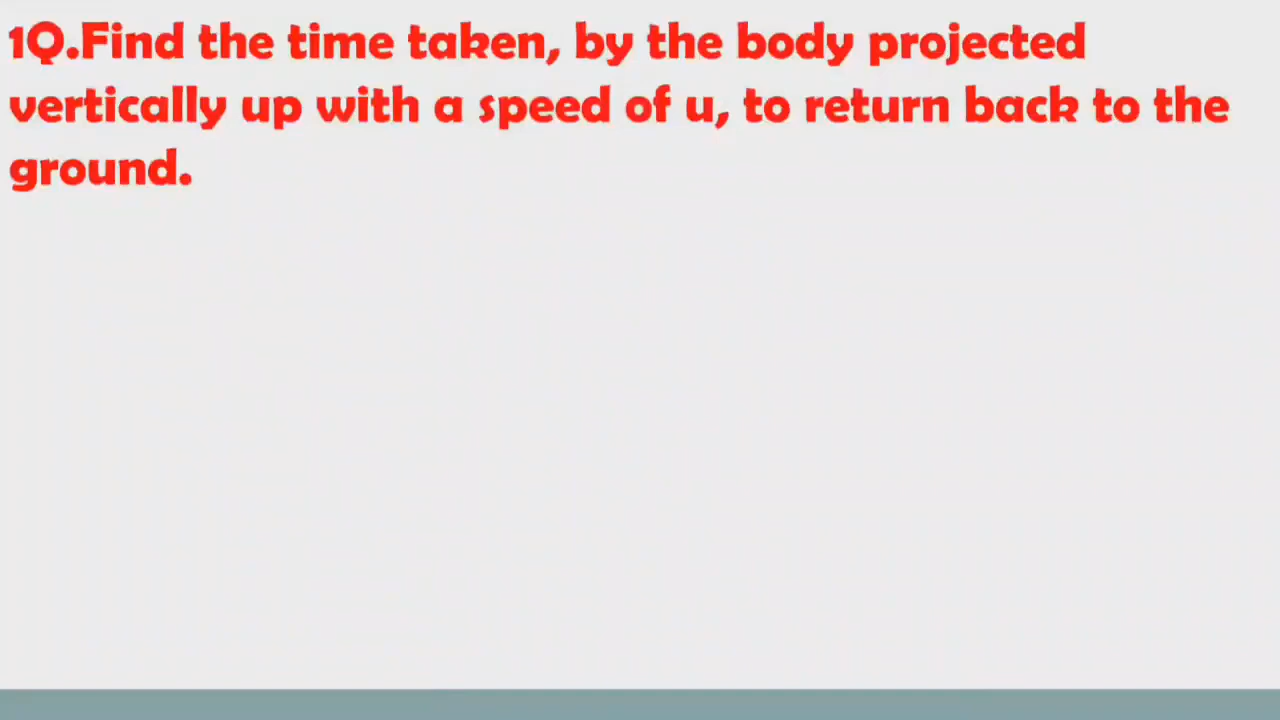 1Q.Find the time taken, by the body projected
vertically up with a speed of u, to return back to the
ground.